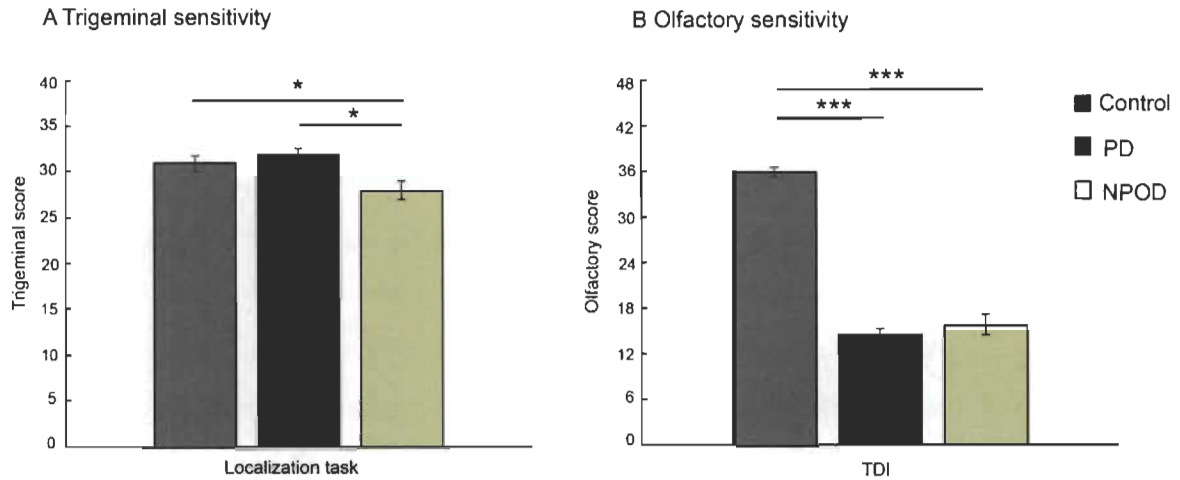 A Trigeminal sensitivity
40
35
30
25
20
15
10
5
0
Trigeminal score
*
*
Localization task
B Olfactory sensitivity
48
42
36
30
24
18
12
6
0
Olfactory score
***
***
TDI
Control
PD
NPOD